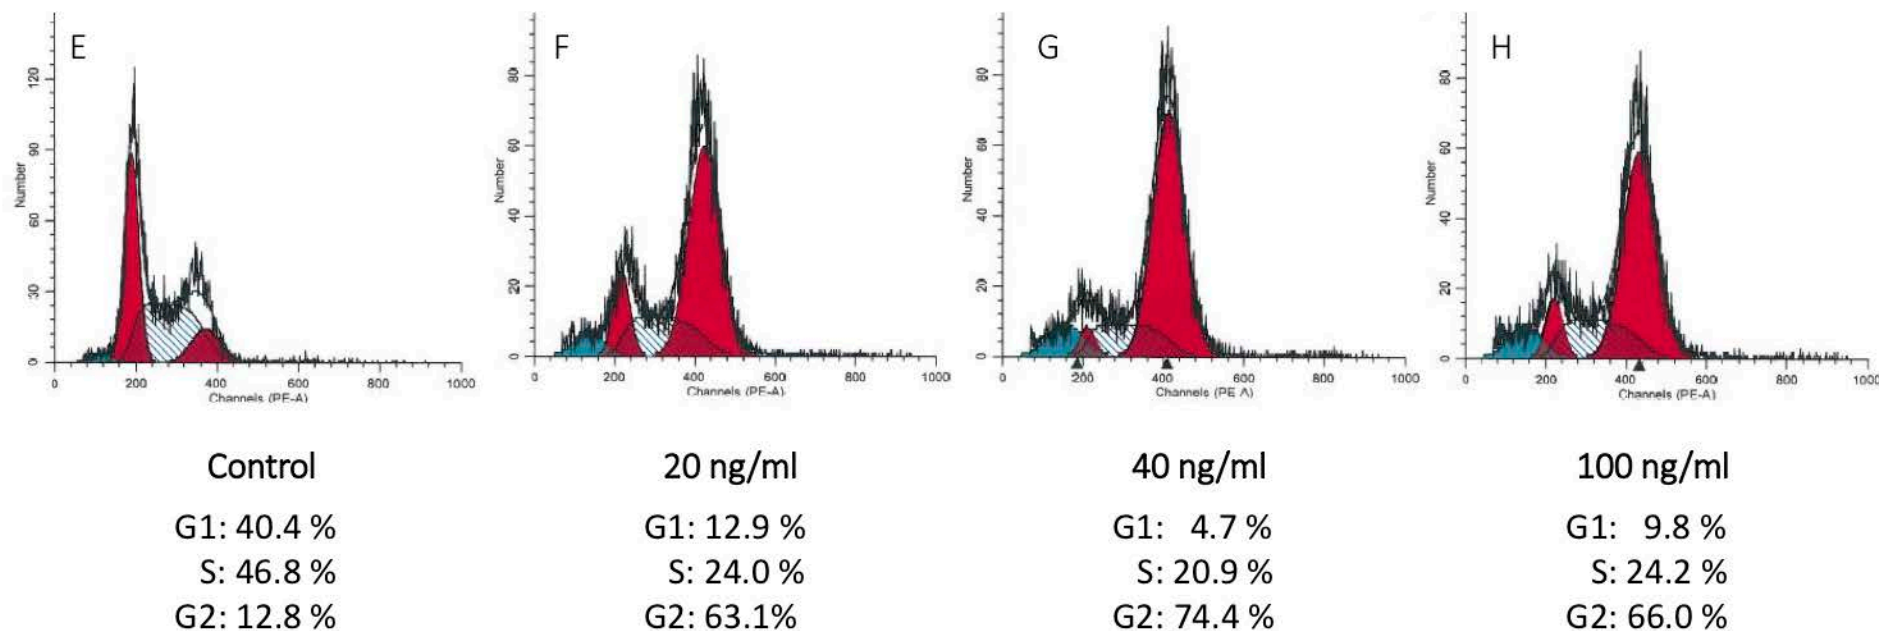 E
F
G
H
120
90
60
30
0
Number
0 200 400 600 800 1000
Channels (PE-A)
80
60
40
20
0
Number
0 200 400 600 800 1000
Channels (PE-A)
80
60
40
20
0
Number
0 200 400 600 800 1000
Channels (PE A)
80
60
40
20
0
Number
0 200 400 600 800 1000
Channels (PE-A)
Control
G1: 40.4 %
S: 46.8 %
G2: 12.8 %
20 ng/ml
G1: 12.9 %
S: 24.0 %
G2: 63.1%
40 ng/ml
G1: 4.7 %
S: 20.9 %
G2: 74.4 %
100 ng/ml
G1: 9.8 %
S: 24.2 %
G2: 66.0 %